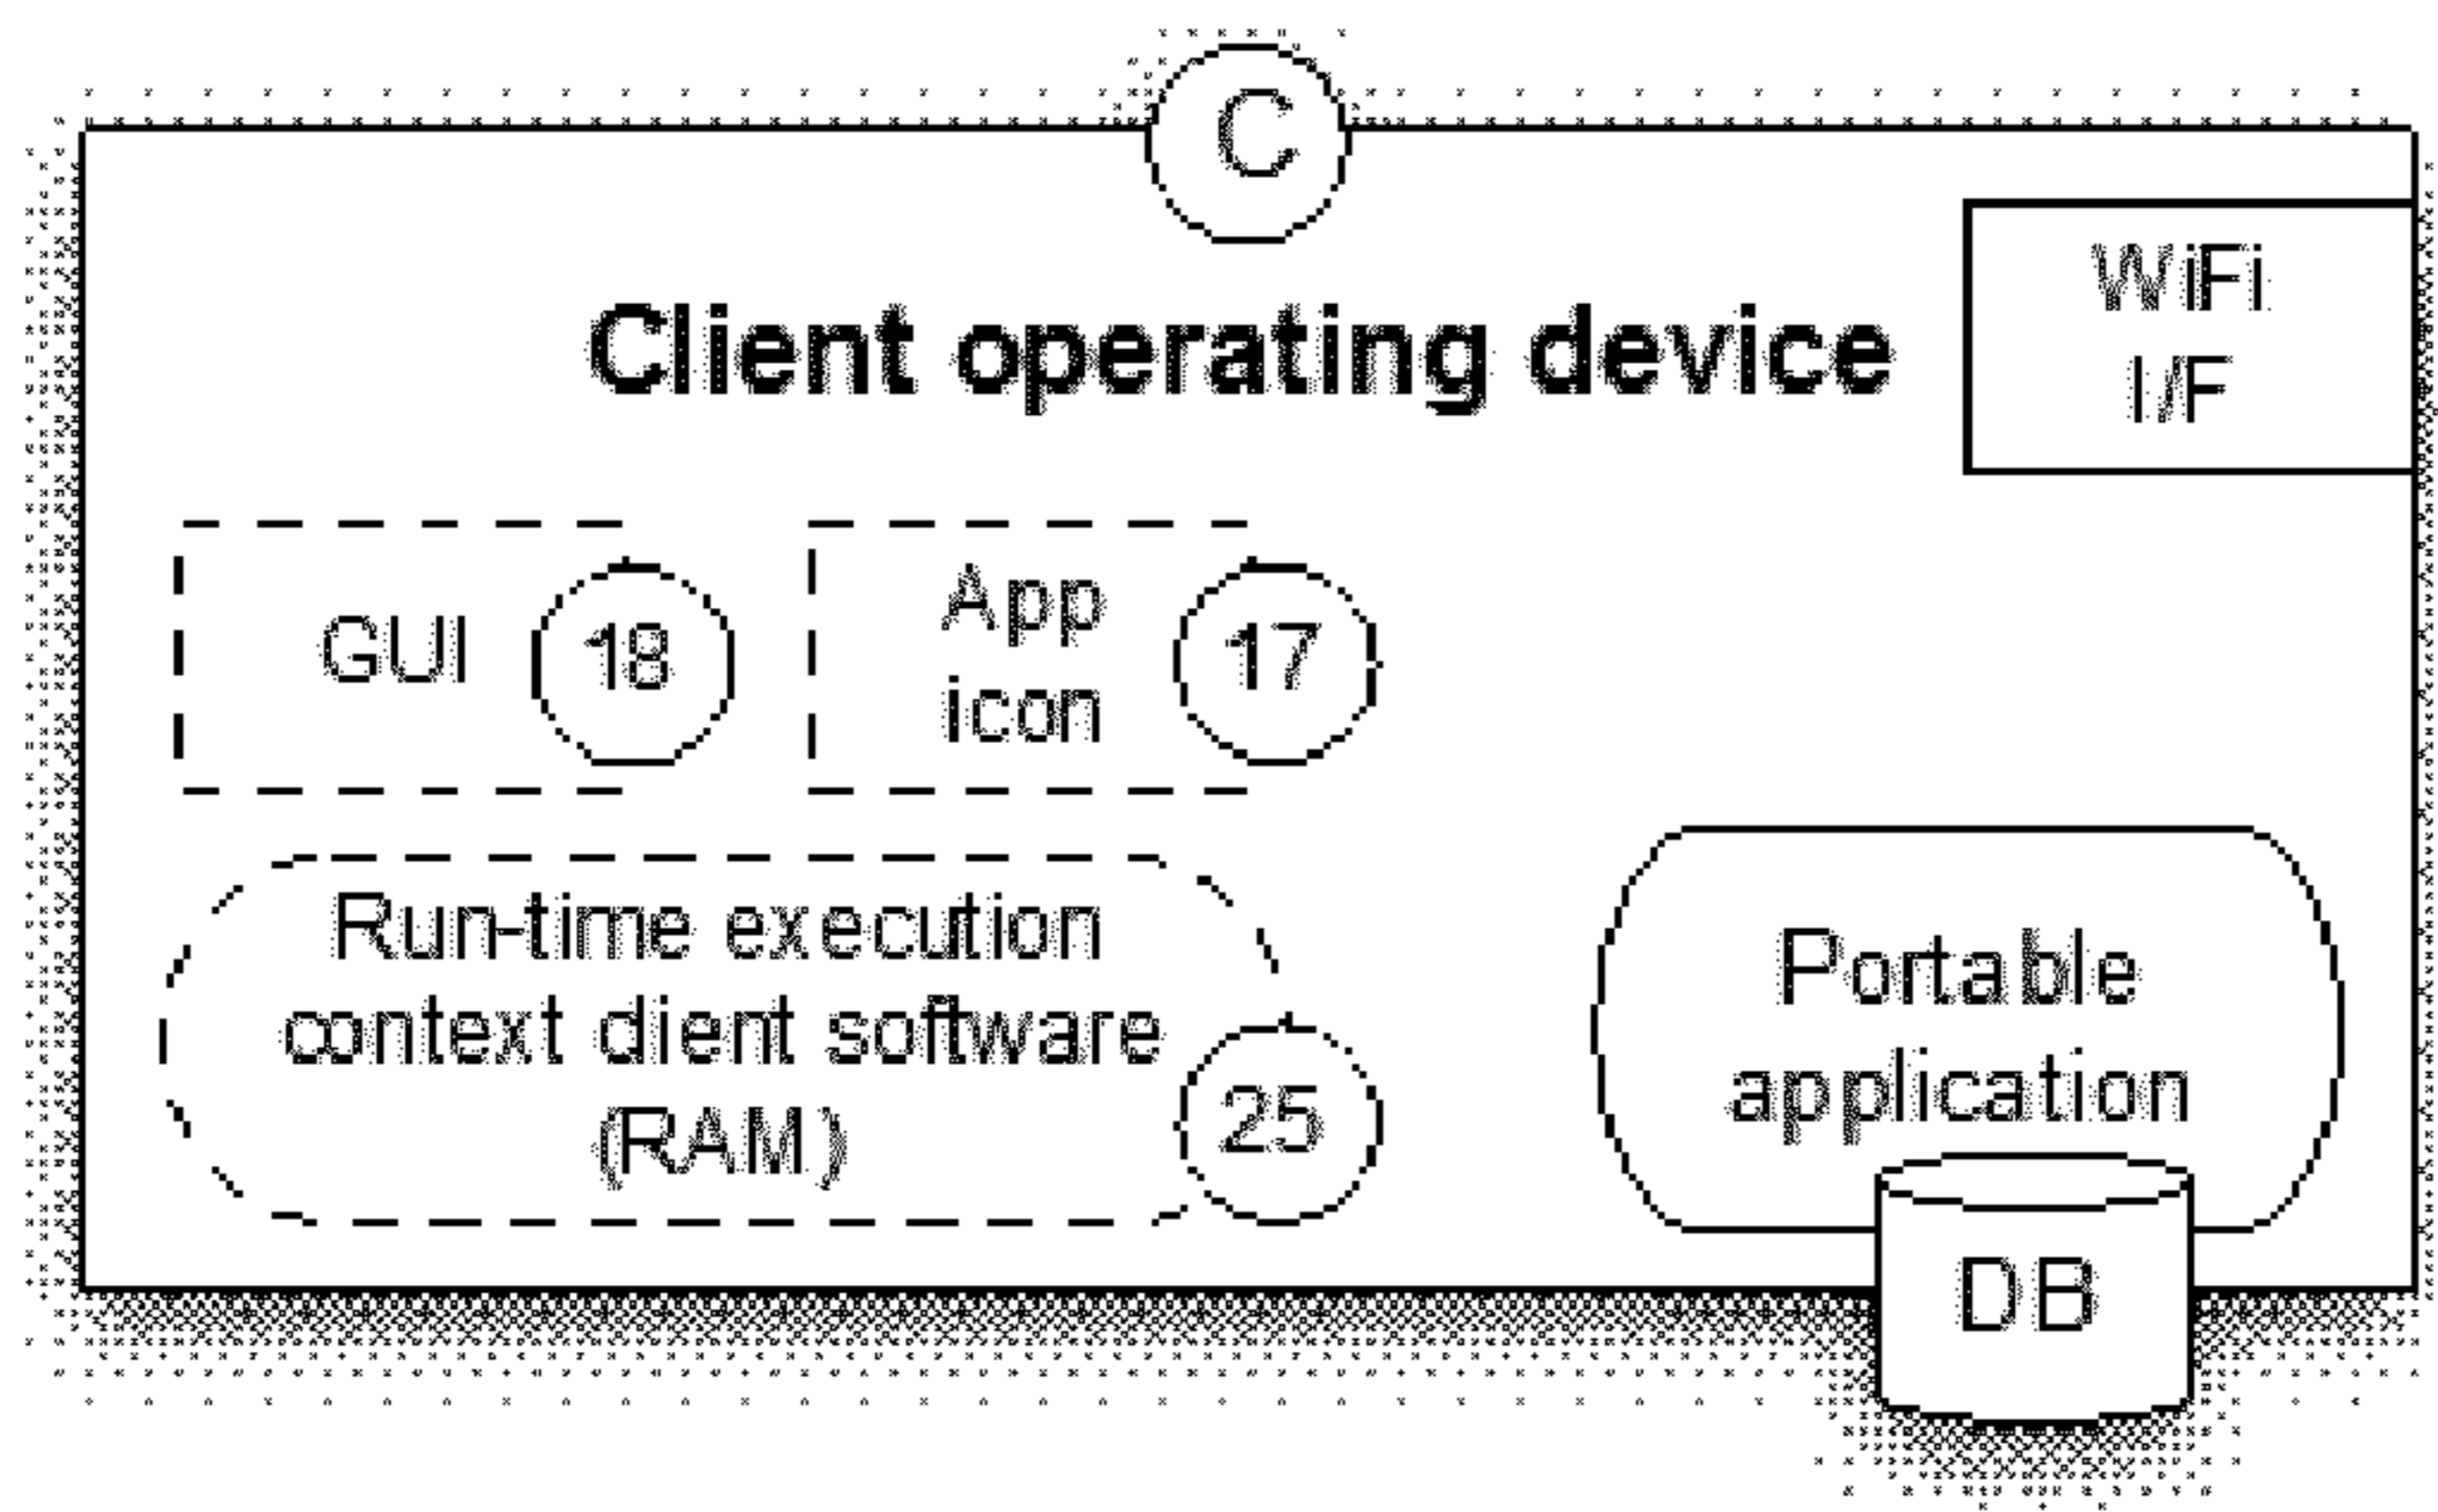 C
Client operating device
WiFi
I/F
GUI
18
App
icon
17
Run-time execution
context client software
(RAM)
25
Portable
application
DB